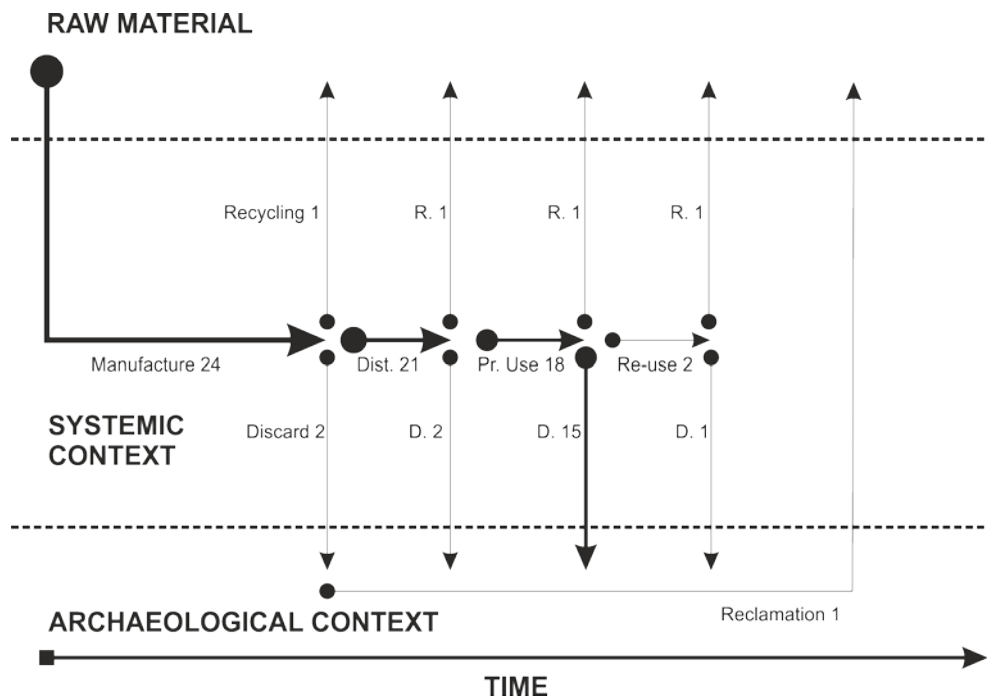 RAW MATERIAL
Recycling 1
R. 1
R. 1
R. 1
Manufacture 24
Dist. 21
Pr. Use 18
Re-use 2
SYSTEMIC
CONTEXT
Discard 2
D. 2
D. 15
D. 1
Reclamation 1
ARCHAEOLOGICAL CONTEXT
TIME